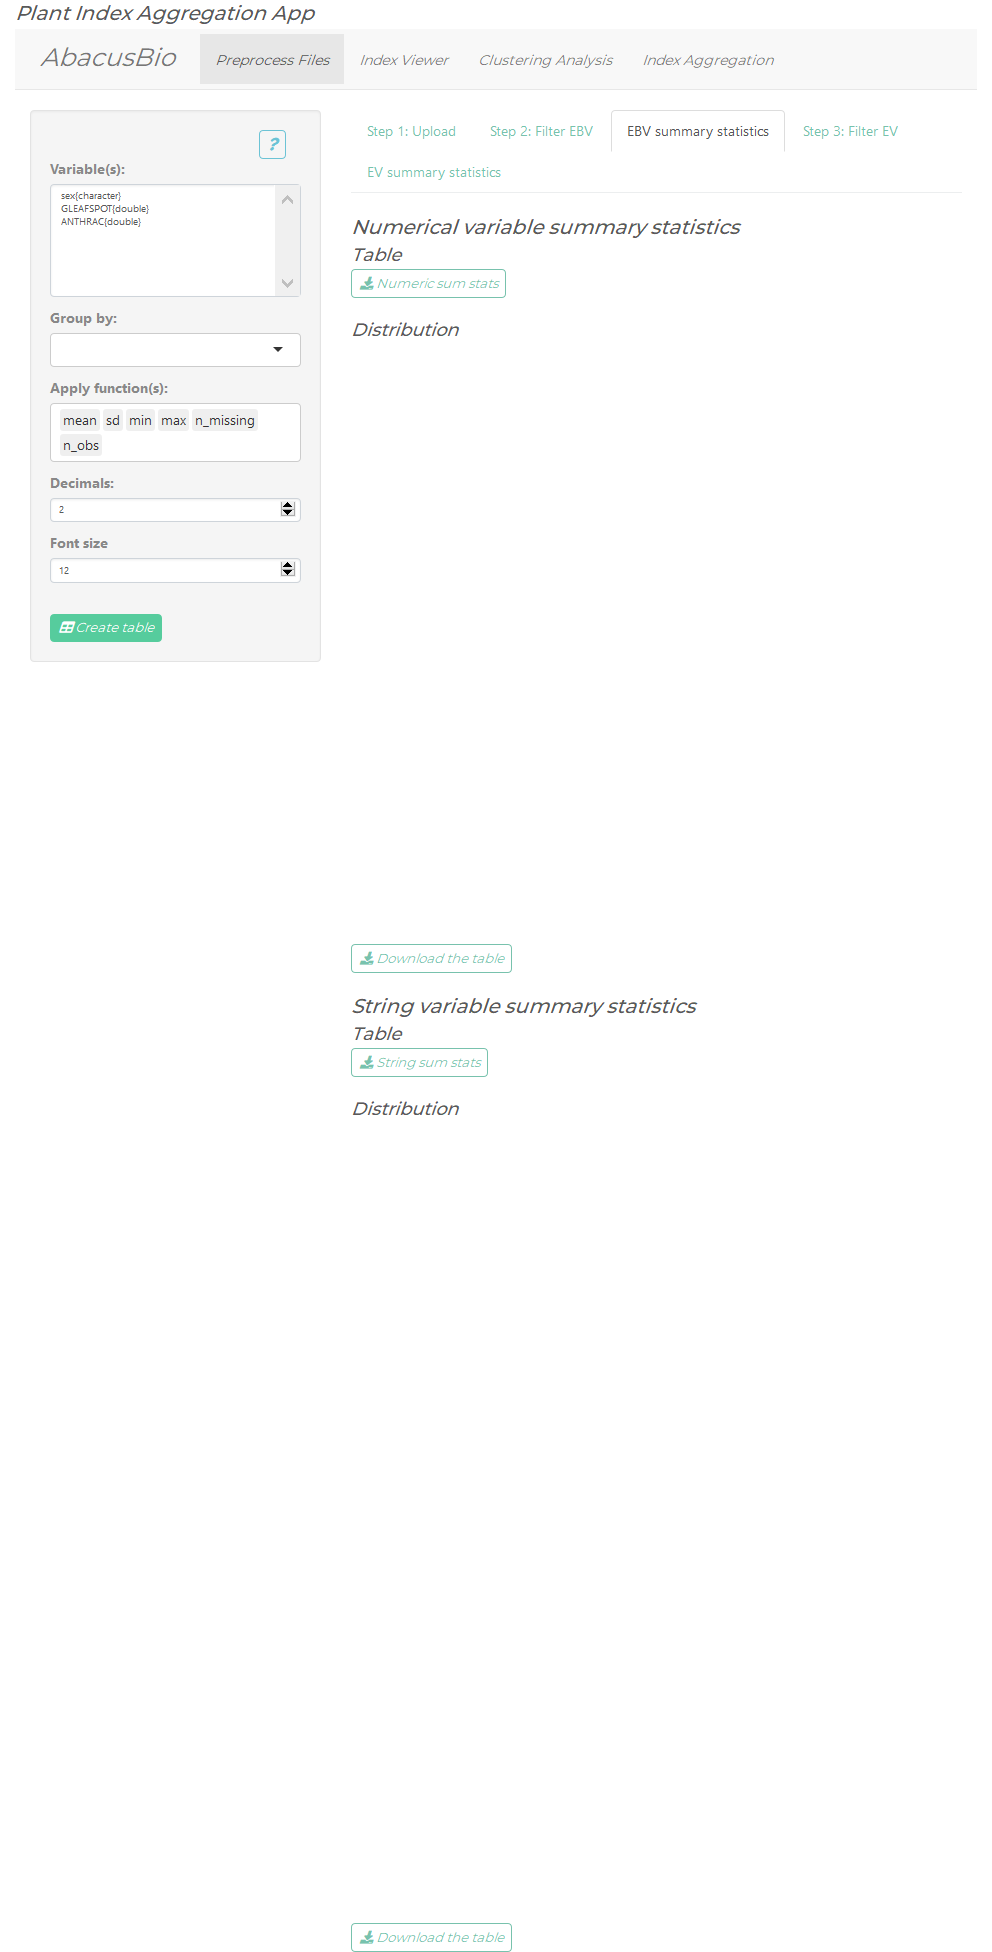 Plant Index Aggregation App
AbacusBio Preprocess Files Index Viewer Clustering Analysis Index Aggregation
?
Variable(s):
sex{character}
GLEAFSPOT{double}
ANTHRAC{double}
Group by:
Apply function(s):
mean sd min max n_missing
n_obs
Decimals:
2
Font size
12
Create table
Step 1: Upload Step 2: Filter EBV EBV summary statistics Step 3: Filter EV
EV summary statistics
Numerical variable summary statistics
Table
Numeric sum stats
Distribution
Download the table
String variable summary statistics
Table
String sum stats
Distribution
Download the table